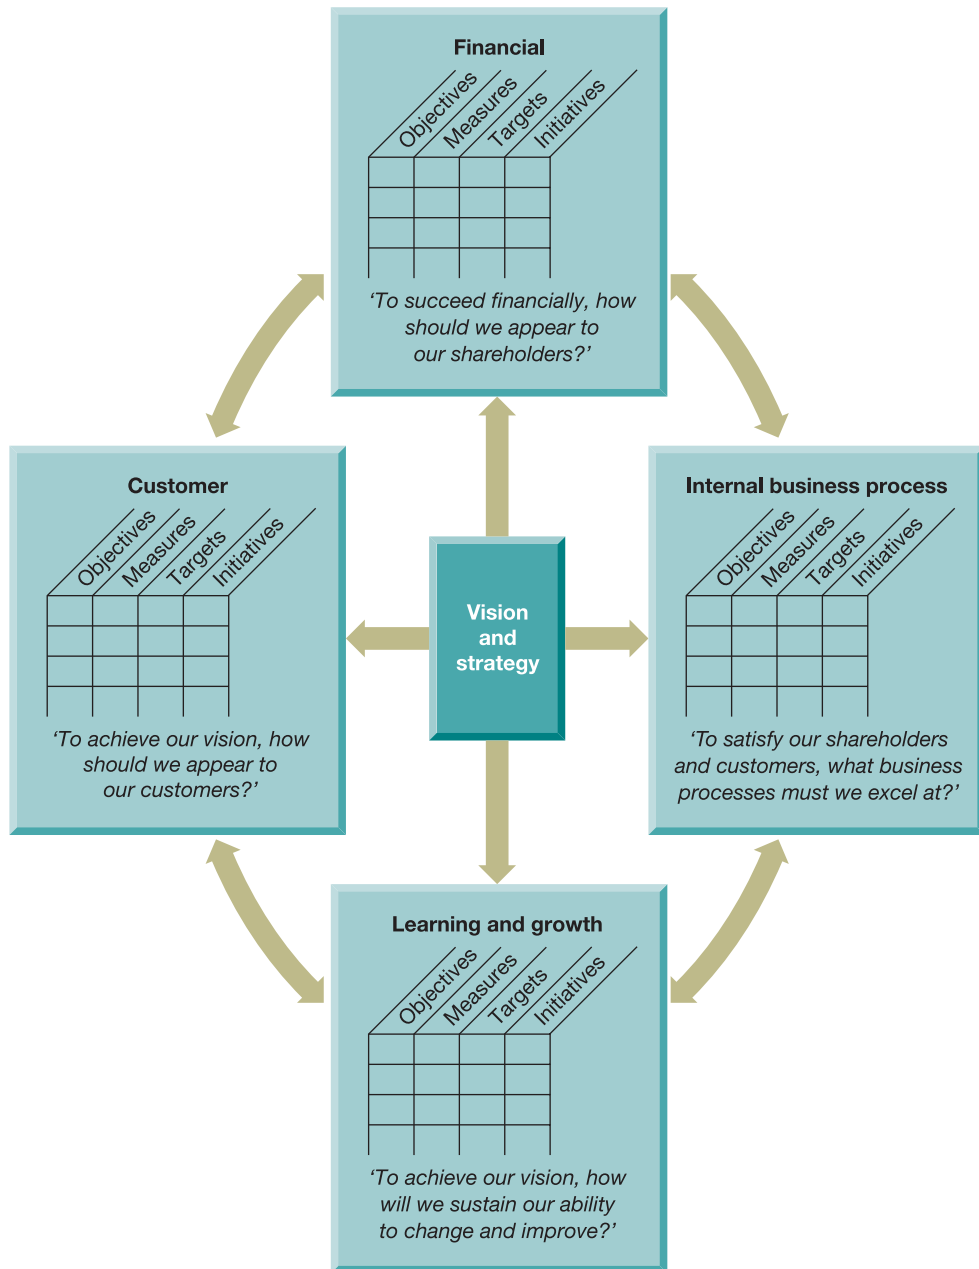 Financial
Objectives
Measures
Targets
Initiatives
‘To succeed financially, how
should we appear to
our shareholders?’
Customer
Objectives
Measures
Targets
Initiatives
‘To achieve our vision, how
should we appear to
our customers?’
Vision
and
strategy
Internal business process
Objectives
Measures
Targets
Initiatives
‘To satisfy our shareholders
and customers, what business
processes must we excel at?’
Learning and growth
Objectives
Measures
Targets
Initiatives
‘To achieve our vision, how
will we sustain our ability
to change and improve?’